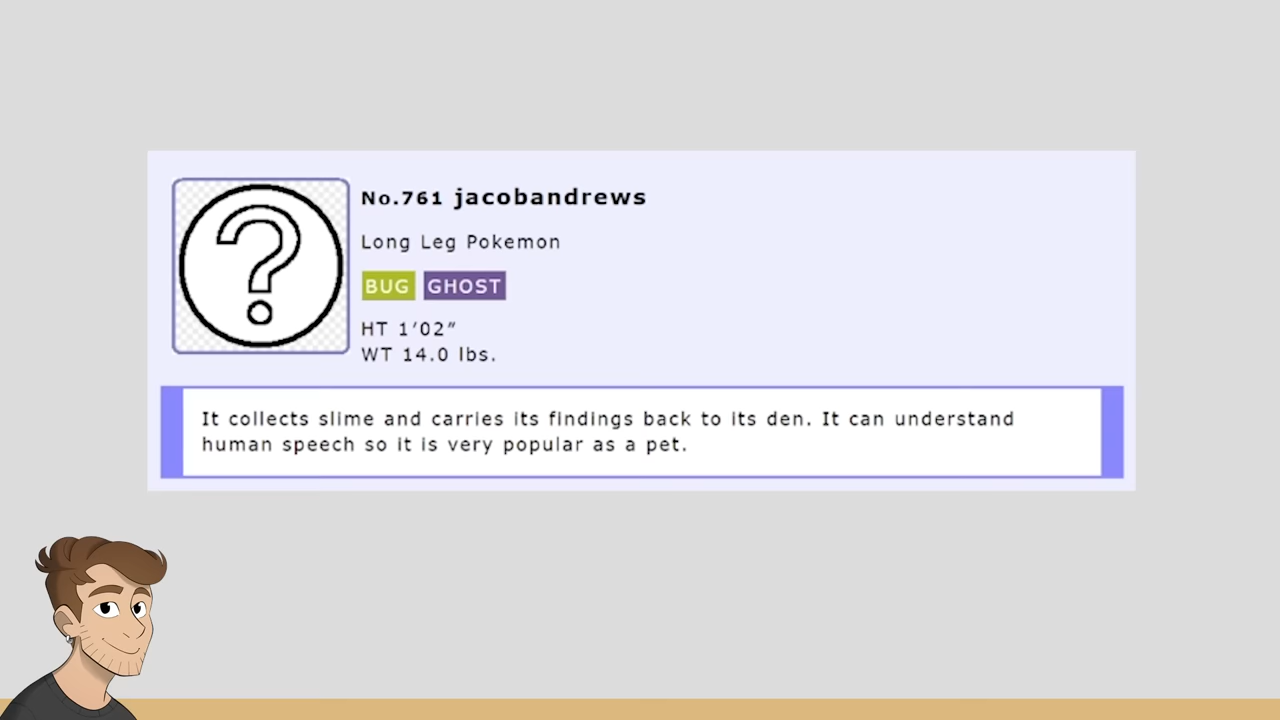 No.761 jacobandrews
Long Leg Pokemon
BUG GHOST
HT 1'02"
WT 14.0 lbs.
It collects slime and carries its findings back to its den. It can understand
human speech so it is very popular as a pet.